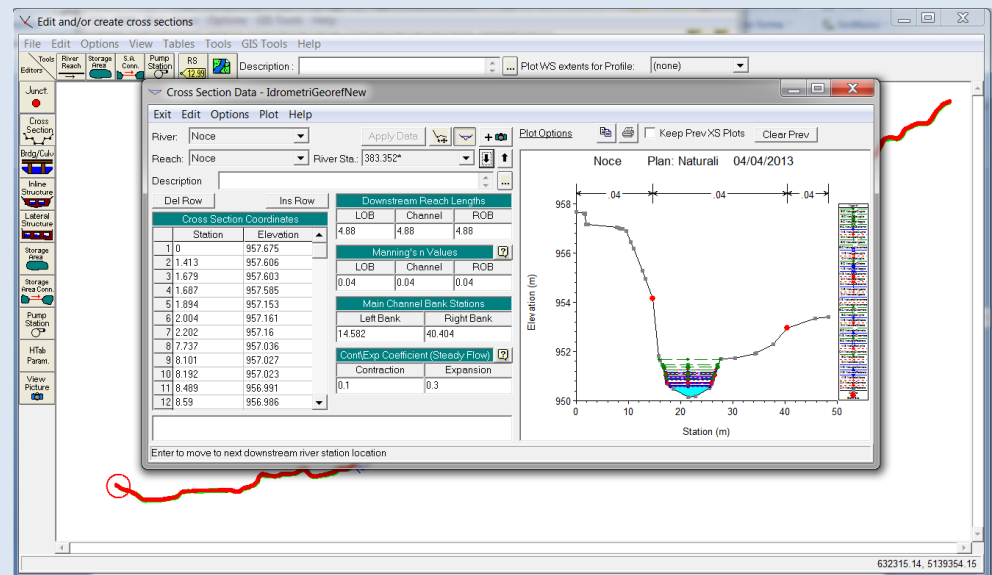 Edit and/or create cross sections
File Edit Options View Tables Tools GIS Tools Help
Tools
Editors
River Reach
Storage Area
S.A. Conn.
Pump Station
RS
12.99
Description :
...
Plot WS extents for Profile:
(none)
Junct.
Cross Section
Brdg/Culv
Inline Structure
Lateral Structure
Storage Area
Storage Area Conn.
Pump Station
HTab Param.
View Picture
Cross Section Data - IdrometriGeorefNew
Exit Edit Options Plot Help
River: Noce
Apply Data
Plot Options
Keep Prev XS Plots
Clear Prev
Reach: Noce
River Sta.: 383.352*
Description
...
Del Row
Ins Row
Cross Section Coordinates
Station Elevation
1 0 957.675
2 1.413 957.606
3 1.679 957.603
4 1.687 957.585
5 1.894 957.153
6 2.004 957.161
7 2.202 957.16
8 7.737 957.036
9 8.101 957.027
10 8.192 957.023
11 8.489 956.991
12 8.59 956.986
Downstream Reach Lengths
LOB Channel ROB
4.88 4.88 4.88
Manning's n Values
?
LOB Channel ROB
0.04 0.04 0.04
Main Channel Bank Stations
Left Bank Right Bank
14.582 40.404
Cont\Exp Coefficient (Steady Flow)
?
Contraction Expansion
0.1 0.3
Noce Plan: Naturali 04/04/2013
.04 .04 .04
958
956
954
952
950
Elevation (m)
0 10 20 30 40 50
Station (m)
Enter to move to next downstream river station location
632315.14, 5139354.15